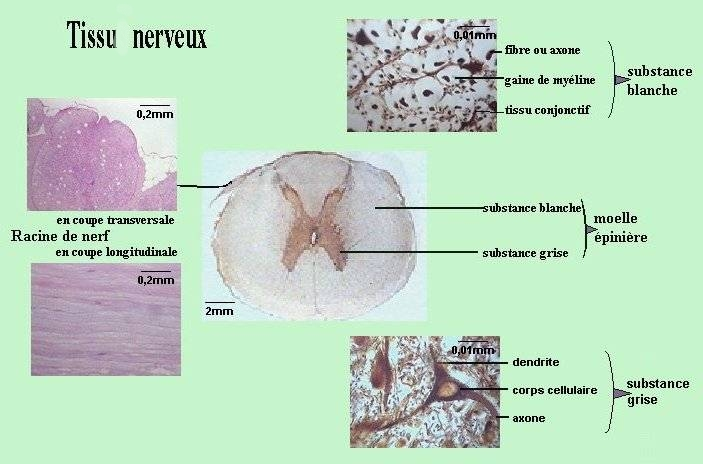 Tissu nerveux
0,01mm
fibre ou axone
gaine de myéline
tissu conjonctif
substance
blanche
0,2mm
en coupe transversale
Racine de nerf
en coupe longitudinale
0,2mm
2mm
substance blanche
substance grise
moelle
épinière
0,01mm
dendrite
corps cellulaire
axone
substance
grise